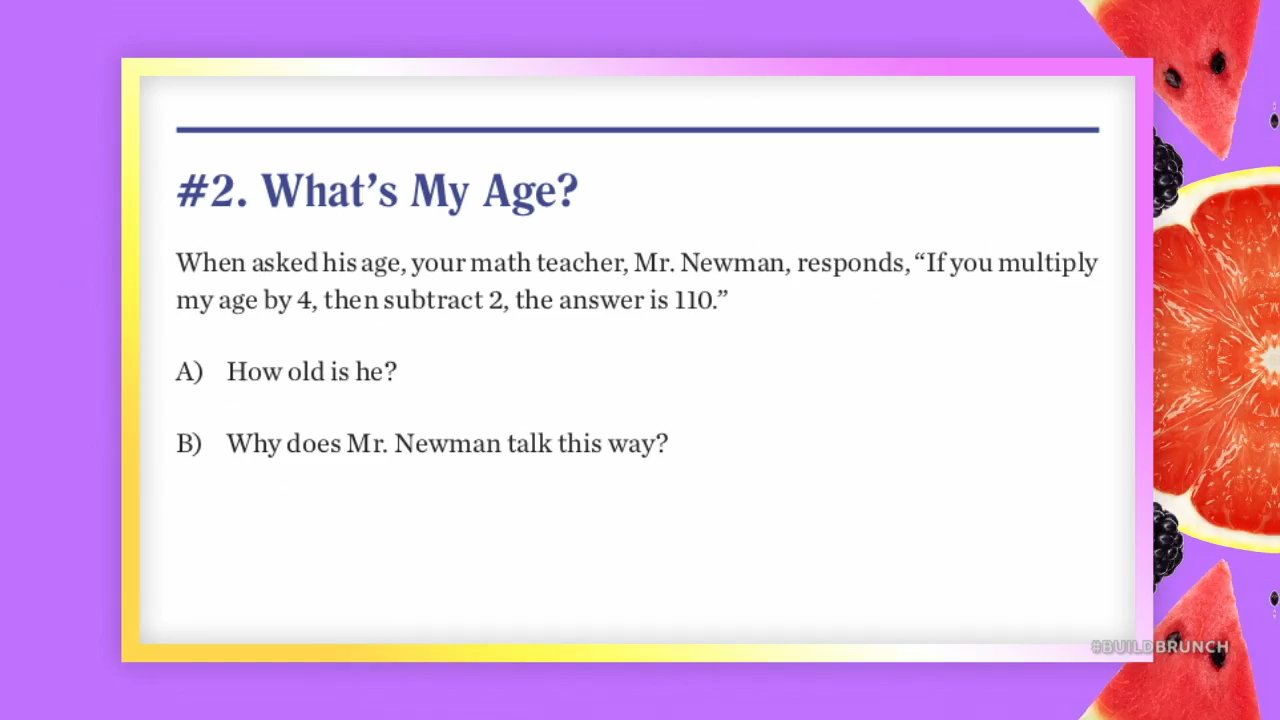 #2. What's My Age?
When asked his age, your math teacher, Mr. Newman, responds, “If you multiply
my age by 4, then subtract 2, the answer is 110.”
A) How old is he?
B) Why does Mr. Newman talk this way?
#BUILDBRUNCH